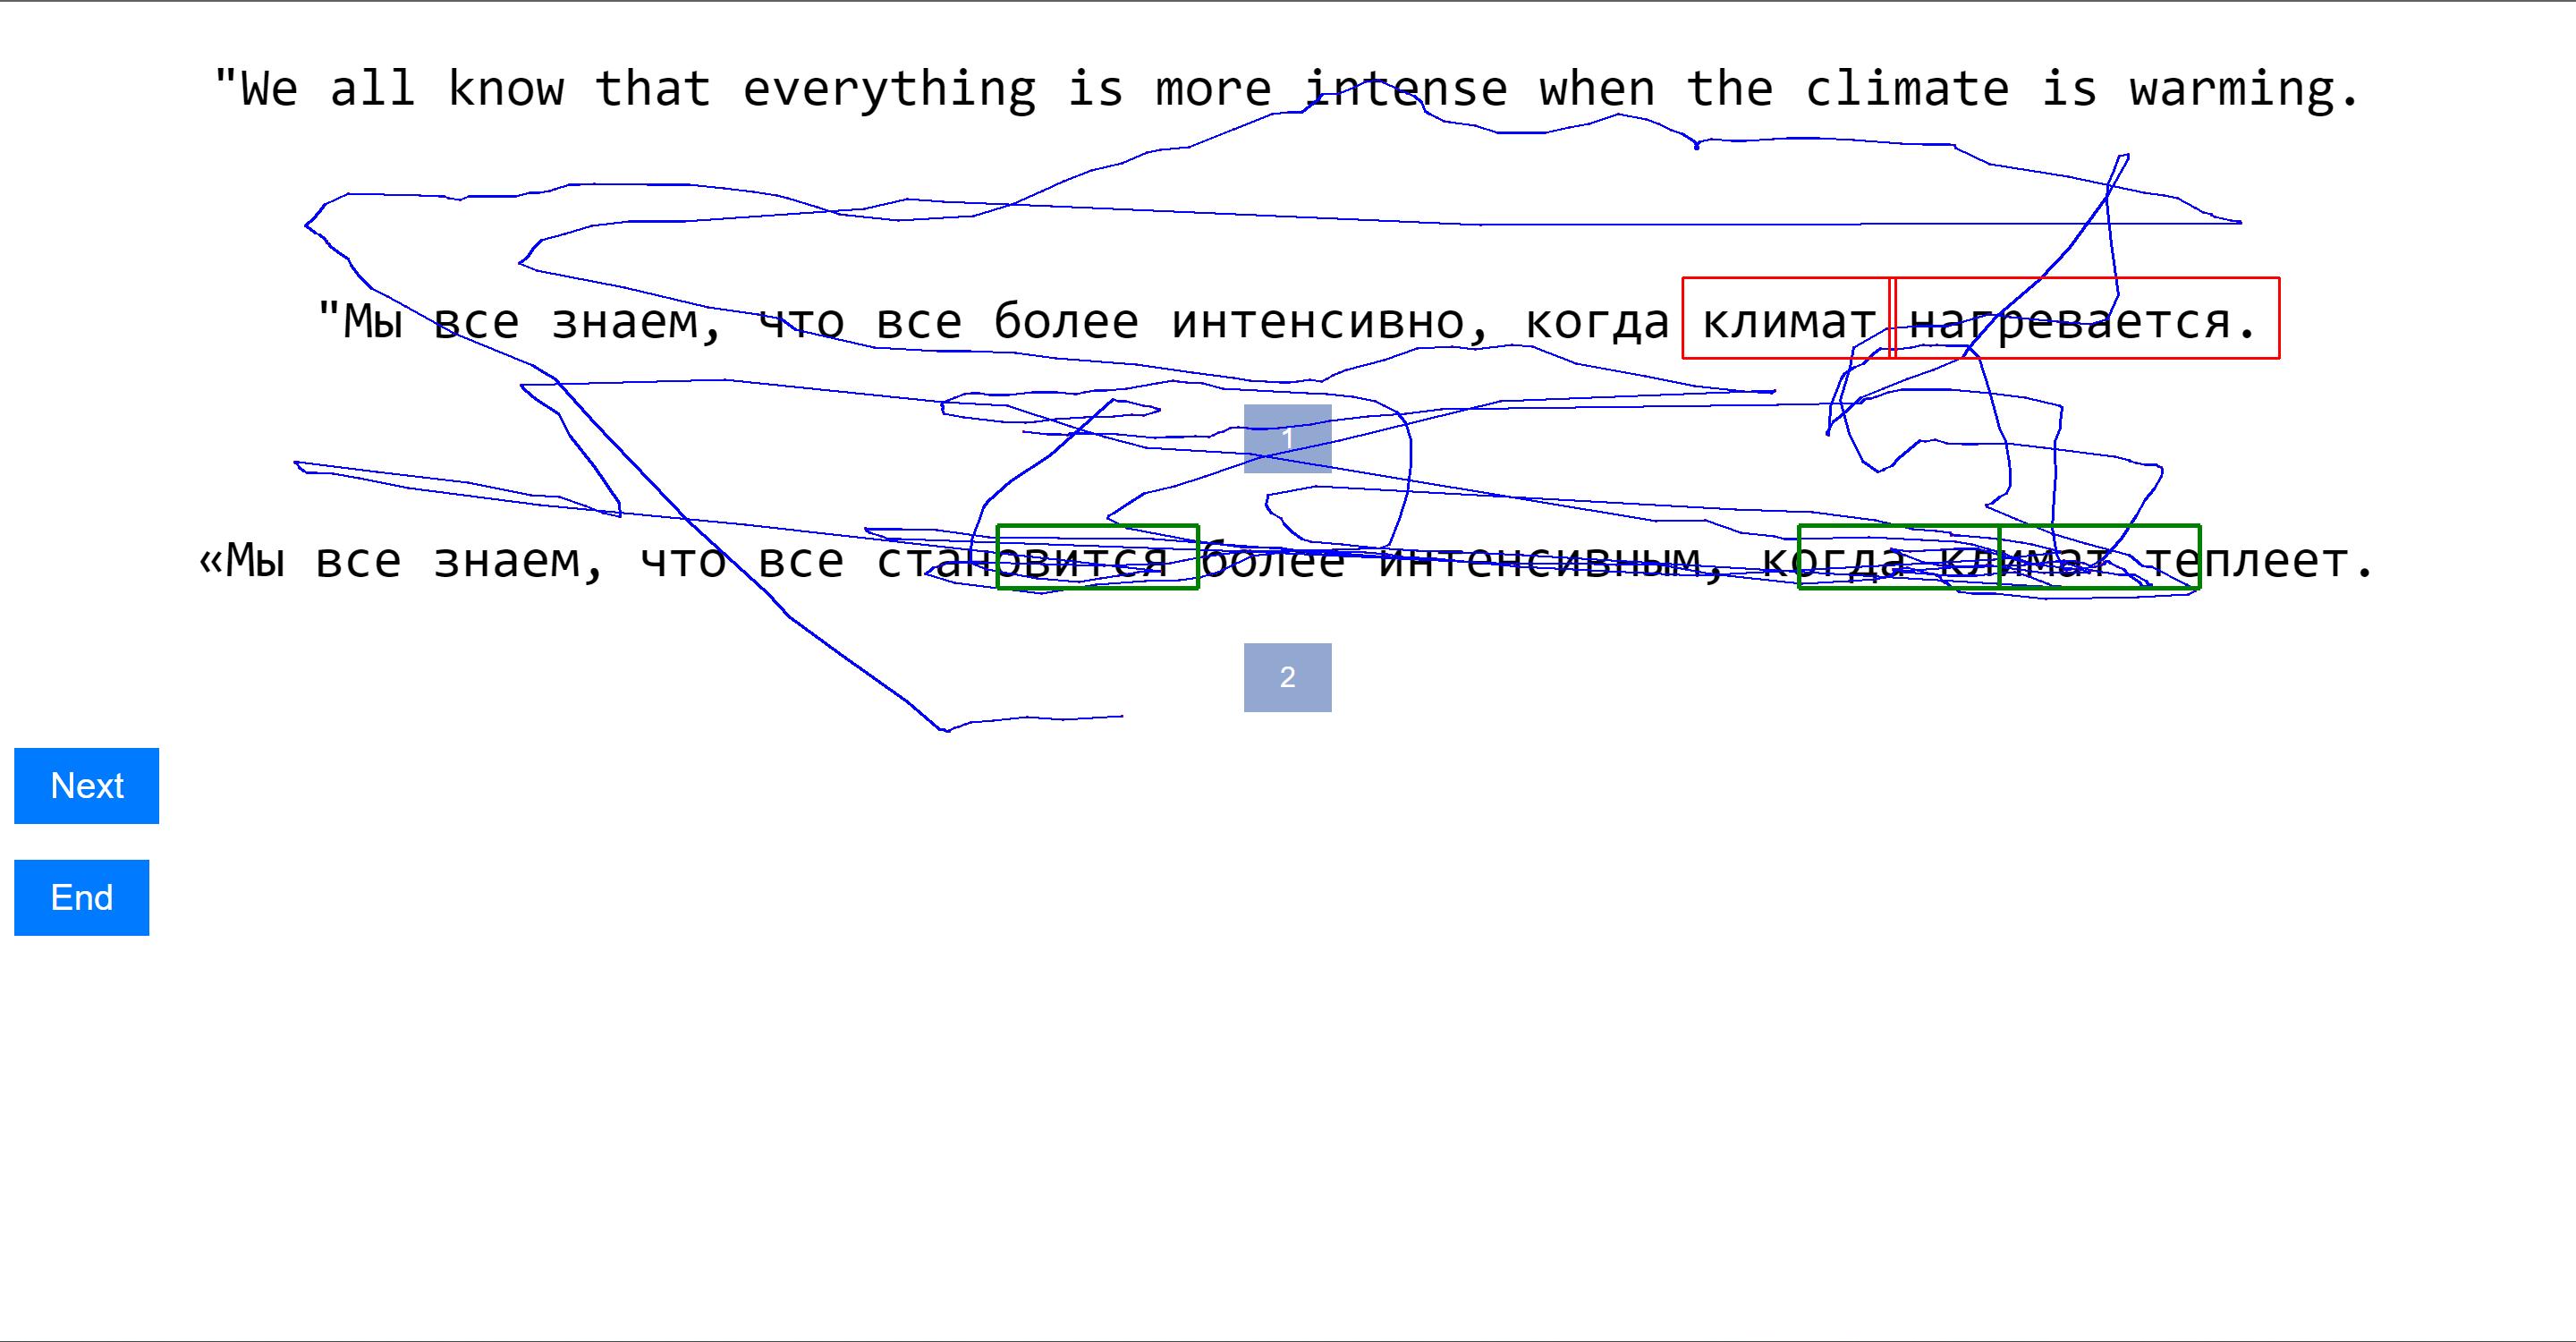 "We all know that everything is more intense when the climate is warming.
"Мы все знаем, что все более интенсивно, когда климат нагревается.
1
«Мы все знаем, что все становится более интенсивным, когда климат теплеет.
2
Next
End